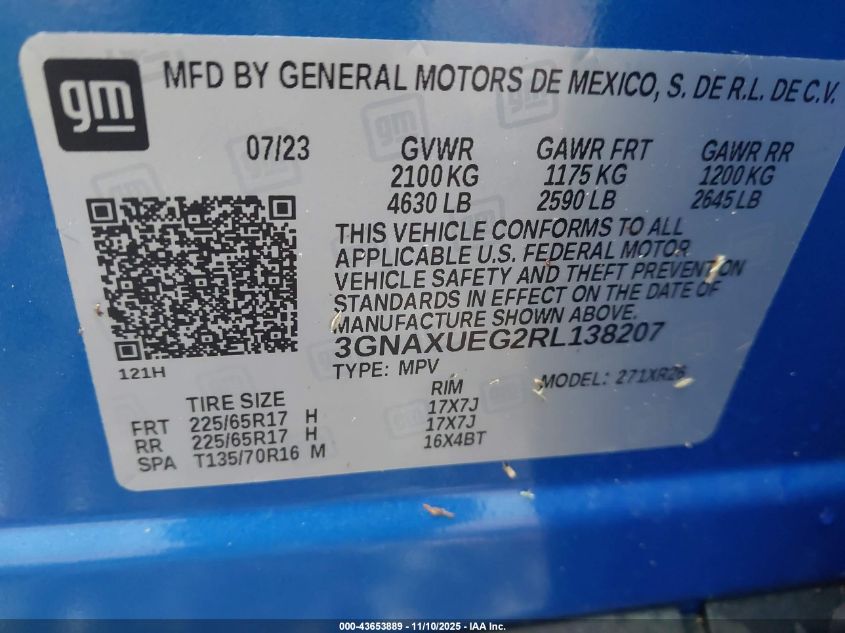 gm
MFD BY GENERAL MOTORS DE MEXICO, S. DE R.L. DE C.V.
07/23 GVWR GAWR FRT GAWR RR
2100 KG 1175 KG 1200 KG
4630 LB 2590 LB 2645 LB
THIS VEHICLE CONFORMS TO ALL
APPLICABLE U.S. FEDERAL MOTOR
VEHICLE SAFETY AND THEFT PREVENTION
STANDARDS IN EFFECT ON THE DATE OF
MANUFACTURE SHOWN ABOVE.
3GNAXUEG2RL138207
121H TYPE: MPV MODEL: 271XR26
TIRE SIZE RIM
FRT 225/65R17 H 17X7J
RR 225/65R17 H 17X7J
SPA T135/70R16 M 16X4BT
000-43653889 - 11/10/2025 - IAA Inc.